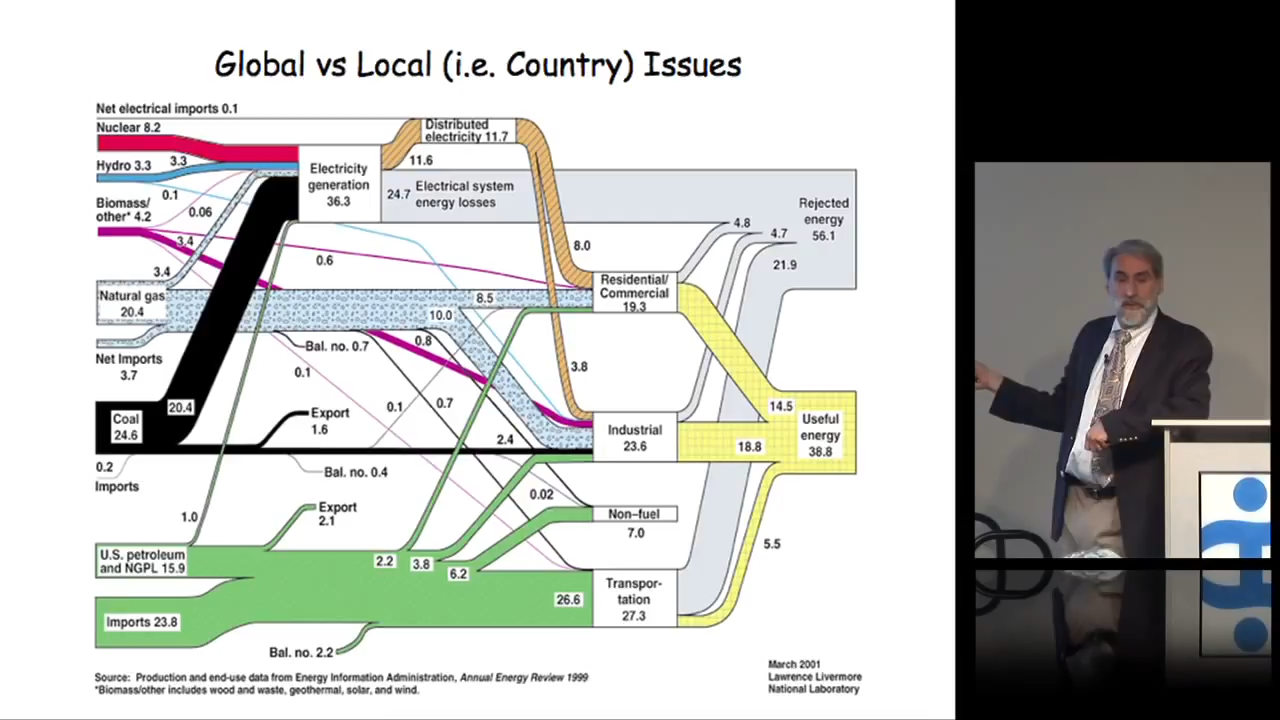 Global vs Local (i.e. Country) Issues
Net electrical imports 0.1
Nuclear 8.2
Distributed
electricity 11.7
Hydro 3.3
3.3
11.6
Electricity
generation
36.3
24.7
Electrical system
energy losses
Rejected
energy
56.1
0.1
Biomass/
other* 4.2
0.06
3.4
4.8
4.7
21.9
8.0
0.6
3.4
Natural gas
20.4
8.5
10.0
Residential/
Commercial
19.3
Net Imports
3.7
Bal. no. 0.7
0.8
0.1
3.8
20.4
Coal
24.6
Export
1.6
0.1
0.7
2.4
Industrial
23.6
14.5
18.8
Useful
energy
38.8
0.2
Imports
Bal. no. 0.4
0.02
1.0
Export
2.1
Non–fuel
7.0
U.S. petroleum
and NGPL 15.9
2.2
3.8
6.2
5.5
Imports 23.8
26.6
Transpor-
tation
27.3
Bal. no. 2.2
Source: Production and end-use data from Energy Information Administration, Annual Energy Review 1999
*Biomass/other includes wood and waste, geothermal, solar, and wind.
March 2001
Lawrence Livermore
National Laboratory